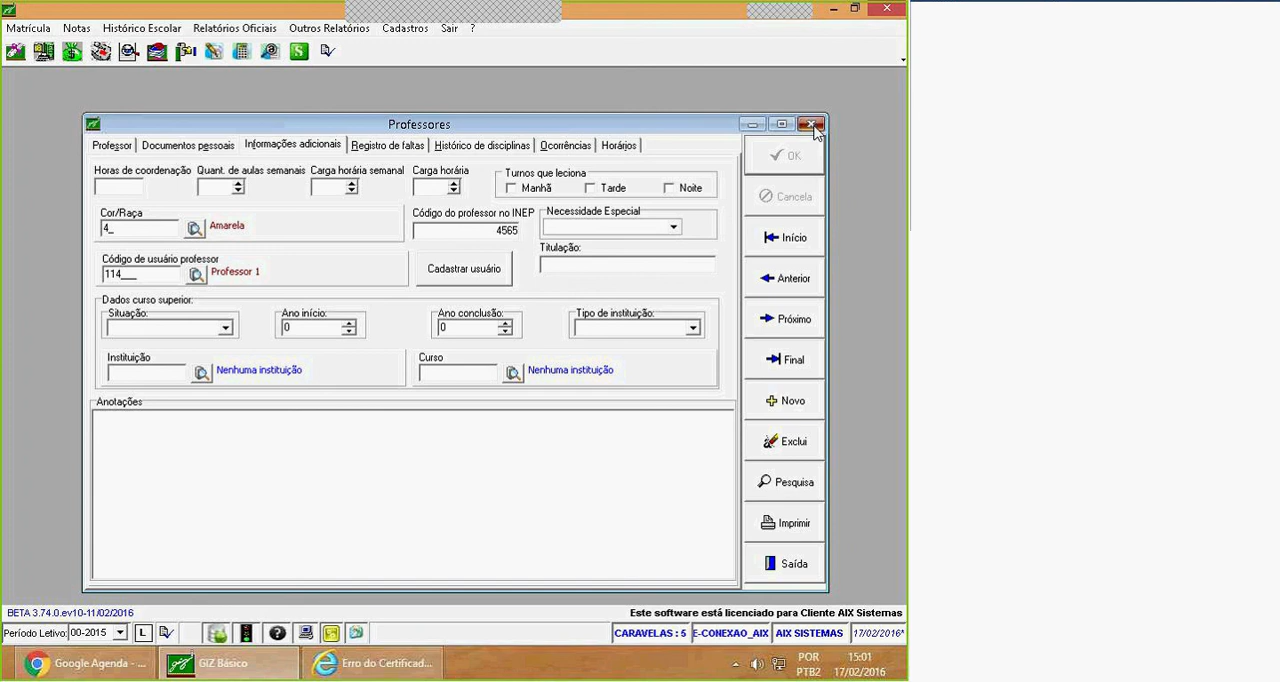 Matrícula Notas Histórico Escolar Relatórios Oficiais Outros Relatórios Cadastros Sair ?
Professores
Professor Documentos pessoais Informações adicionais Registro de faltas Histórico de disciplinas Ocorrências Horários
Horas de coordenação Quant. de aulas semanais Carga horária semanal Carga horária
Turnos que leciona
Manhã Tarde Noite
Cor/Raça
4_ Amarela
Código do professor no INEP
4565
Necessidade Especial
Titulação:
Código de usuário professor
114___ Professor 1
Cadastrar usuário
Dados curso superior:
Situação: Ano início: Ano conclusão: Tipo de instituição:
0 0
Instituição Curso
Nenhuma instituição Nenhuma instituição
Anotações
OK
Cancela
Início
Anterior
Próximo
Final
Novo
Exclui
Pesquisa
Imprimir
Saída
BETA 3.74.0.ev10-11/02/2016 Este software está licenciado para Cliente AIX Sistemas
Período Letivo: 00-2015 L CARAVELAS : 5 E-CONEXAO_AIX AIX SISTEMAS 17/02/2016*
Google Agenda - ... GIZ Básico Erro do Certificad...
POR 15:01
PTB2 17/02/2016